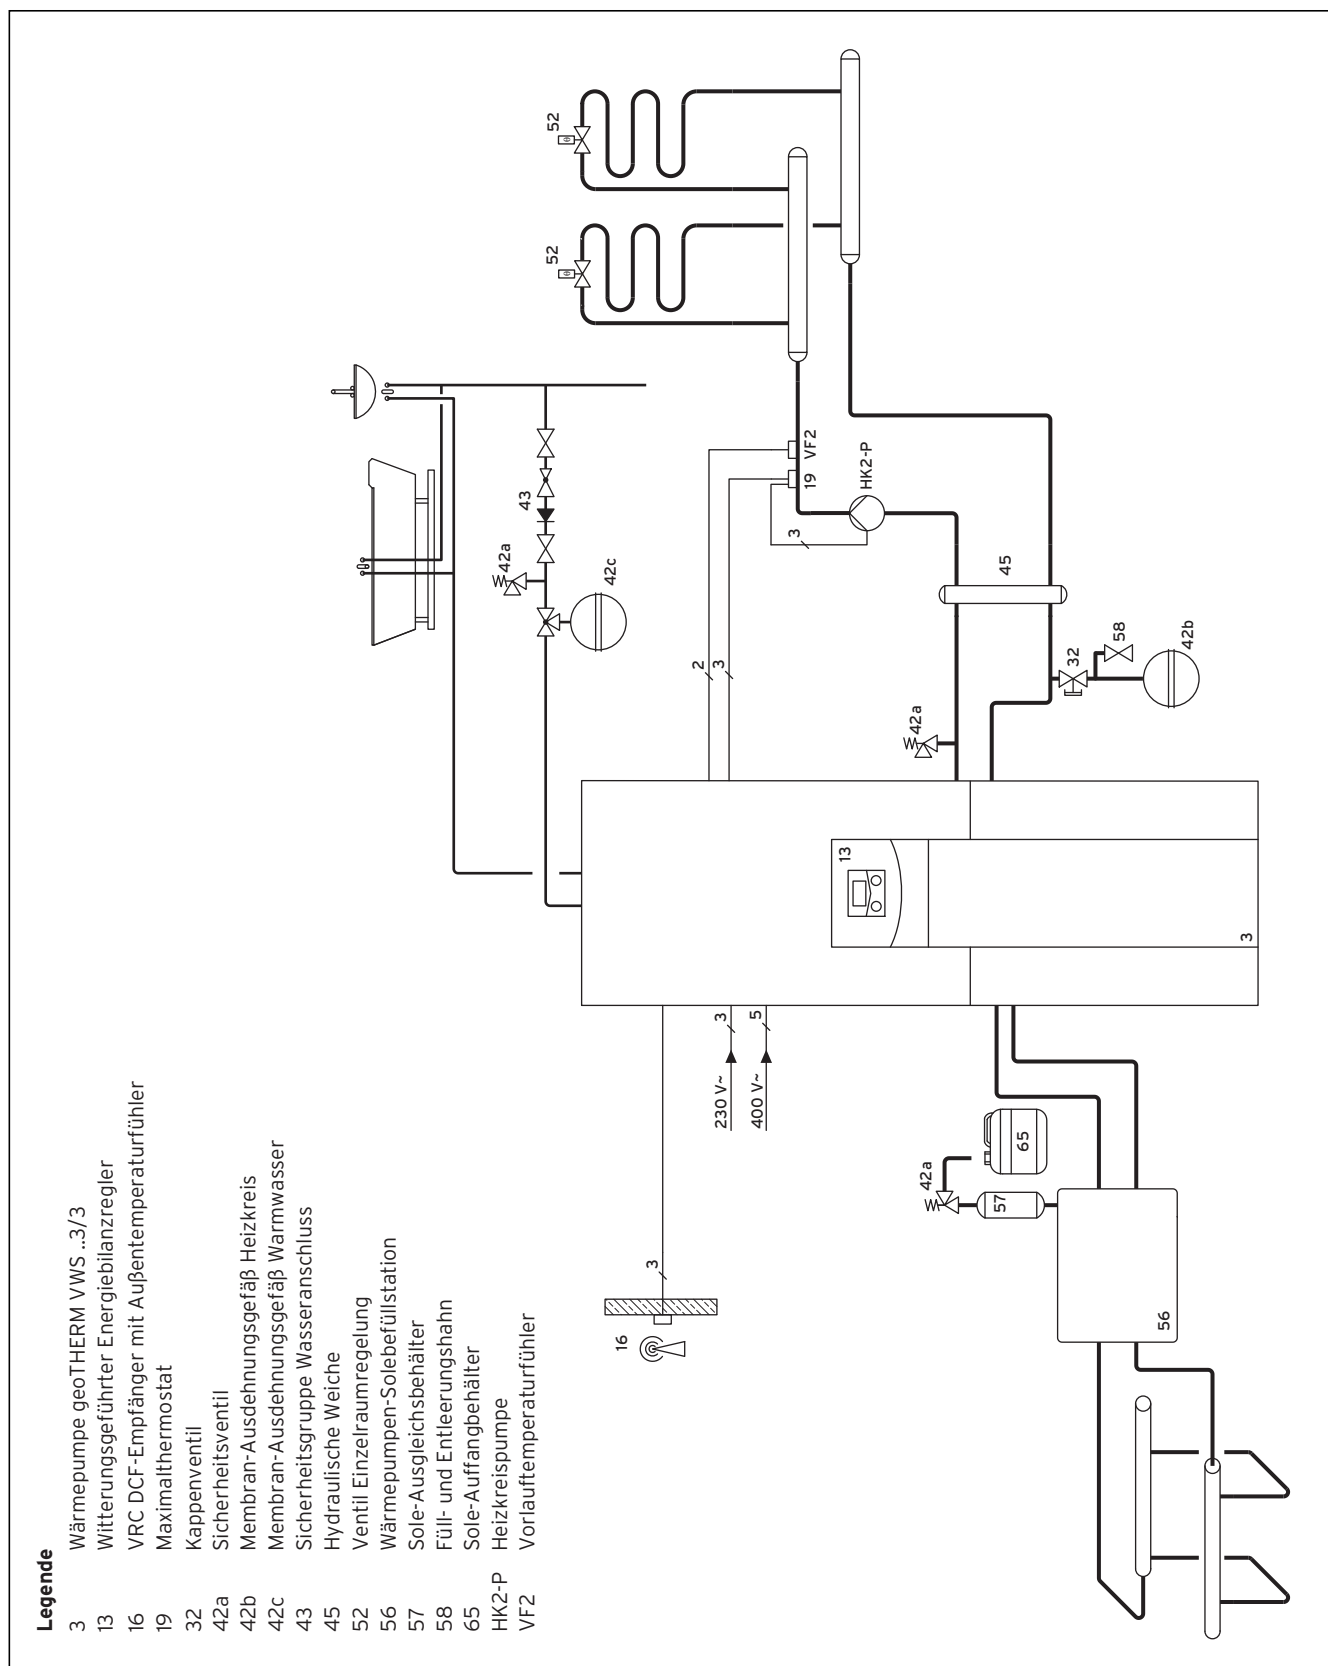 Legende
3 Wärmepumpe geoTHERM VWS ..3/3
13 Witterungsgeführter Energiebilanzregler
16 VRC DCF-Empfänger mit Außentemperaturfühler
19 Maximalthermostat
32 Kappenventil
42a Sicherheitsventil
42b Membran-Ausdehnungsgefäß Heizkreis
42c Membran-Ausdehnungsgefäß Warmwasser
43 Sicherheitsgruppe Wasseranschluss
45 Hydraulische Weiche
52 Ventil Einzelraumregelung
56 Wärmepumpen-Solebefüllstation
57 Sole-Ausgleichsbehälter
58 Füll- und Entleerungshahn
65 Sole-Auffangbehälter
HK2-P Heizkreispumpe
VF2 Vorlauftemperaturfühler
16
3
230 V~
3
400 V~
5
42a
57
65
56
13
3
43
42a
42c
2
3
3
19
VF2
HK2-P
52
52
42a
45
32
58
42b